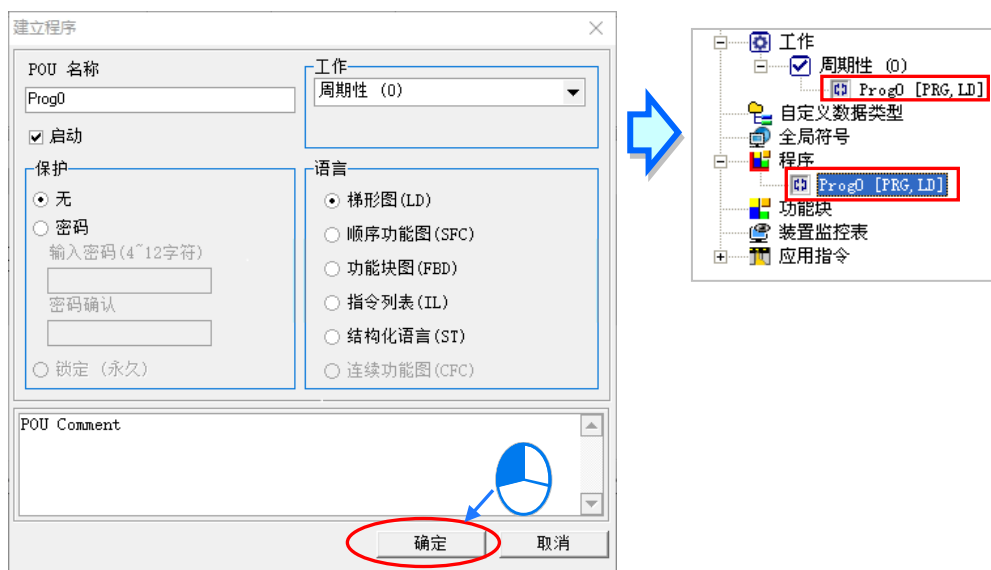 建立程序
POU 名称
Prog0
启动
工作
周期性 (0)
保护
无
密码
输入密码(4~12字符)
密码确认
锁定 (永久)
语言
梯形图(LD)
顺序功能图(SFC)
功能块图(FBD)
指令列表(IL)
结构化语言(ST)
连续功能图(CFC)
POU Comment
确定
取消
工作
周期性 (0)
Prog0 [PRG,LD]
自定义数据类型
全局符号
程序
Prog0 [PRG,LD]
功能块
装置监控表
应用指令